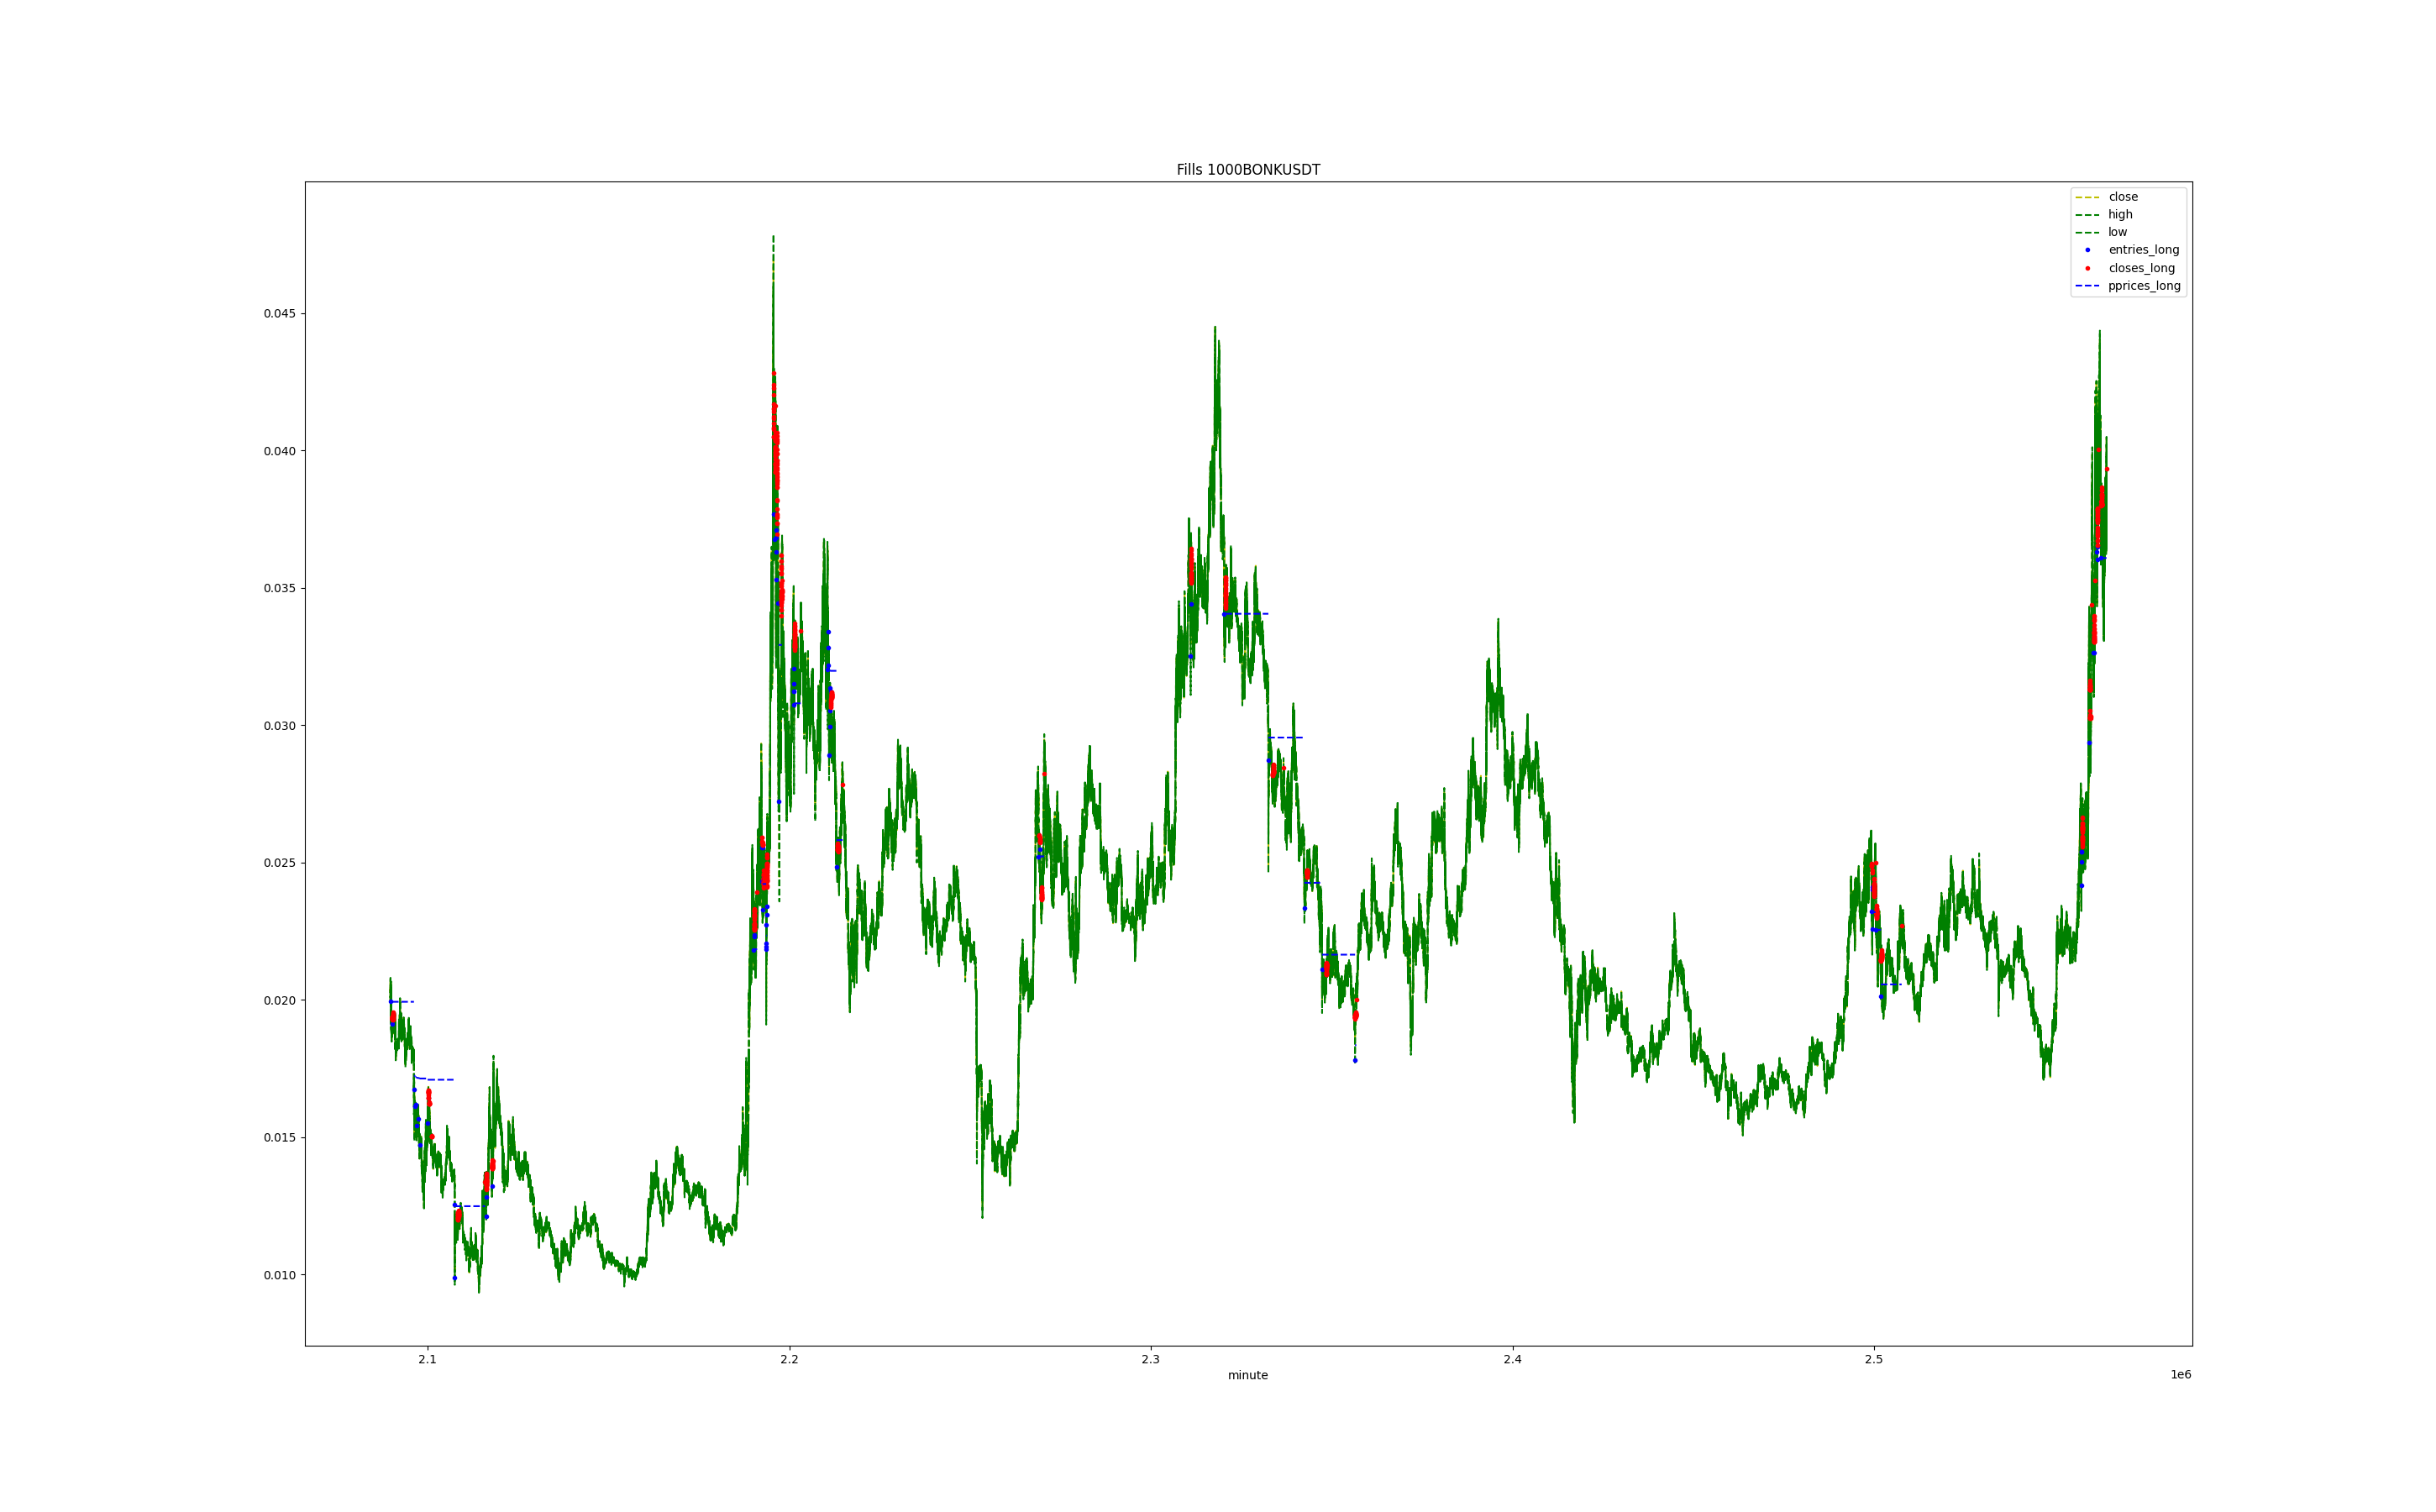 Fills 1000BONKUSDT
close
high
low
entries_long
closes_long
pprices_long
0.045
0.040
0.035
0.030
0.025
0.020
0.015
0.010
2.1 2.2 2.3 2.4 2.5
minute
1e6